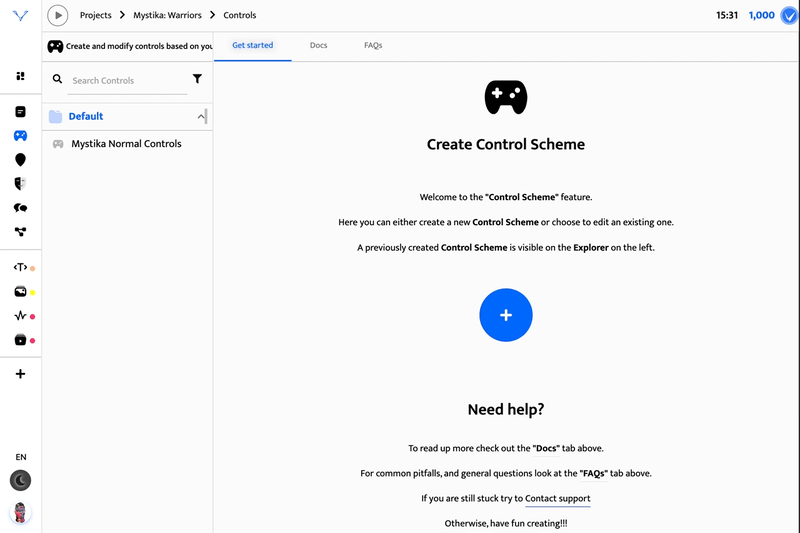 Projects > Mystika: Warriors > Controls
15:31 1,000
Create and modify controls based on you
Get started Docs FAQs
Search Controls
Default
Mystika Normal Controls
Create Control Scheme
Welcome to the "Control Scheme" feature.
Here you can either create a new Control Scheme or choose to edit an existing one.
A previously created Control Scheme is visible on the Explorer on the left.
Need help?
To read up more check out the "Docs" tab above.
For common pitfalls, and general questions look at the "FAQs" tab above.
If you are still stuck try to Contact support
Otherwise, have fun creating!!!
<T>
EN